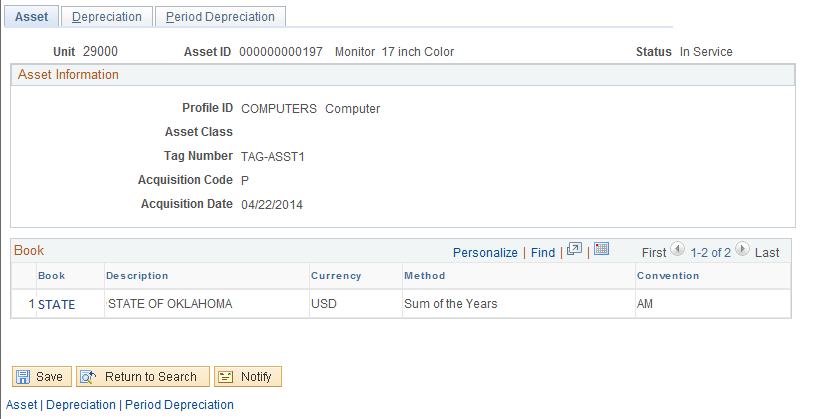 Asset Depreciation Period Depreciation
Unit 29000 Asset ID 000000000197 Monitor 17 inch Color Status In Service
Asset Information
Profile ID COMPUTERS Computer
Asset Class
Tag Number TAG-ASST1
Acquisition Code P
Acquisition Date 04/22/2014
Book Personalize | Find | | First 1-2 of 2 Last
Book Description Currency Method Convention
1 STATE STATE OF OKLAHOMA USD Sum of the Years AM
Save Return to Search Notify
Asset | Depreciation | Period Depreciation